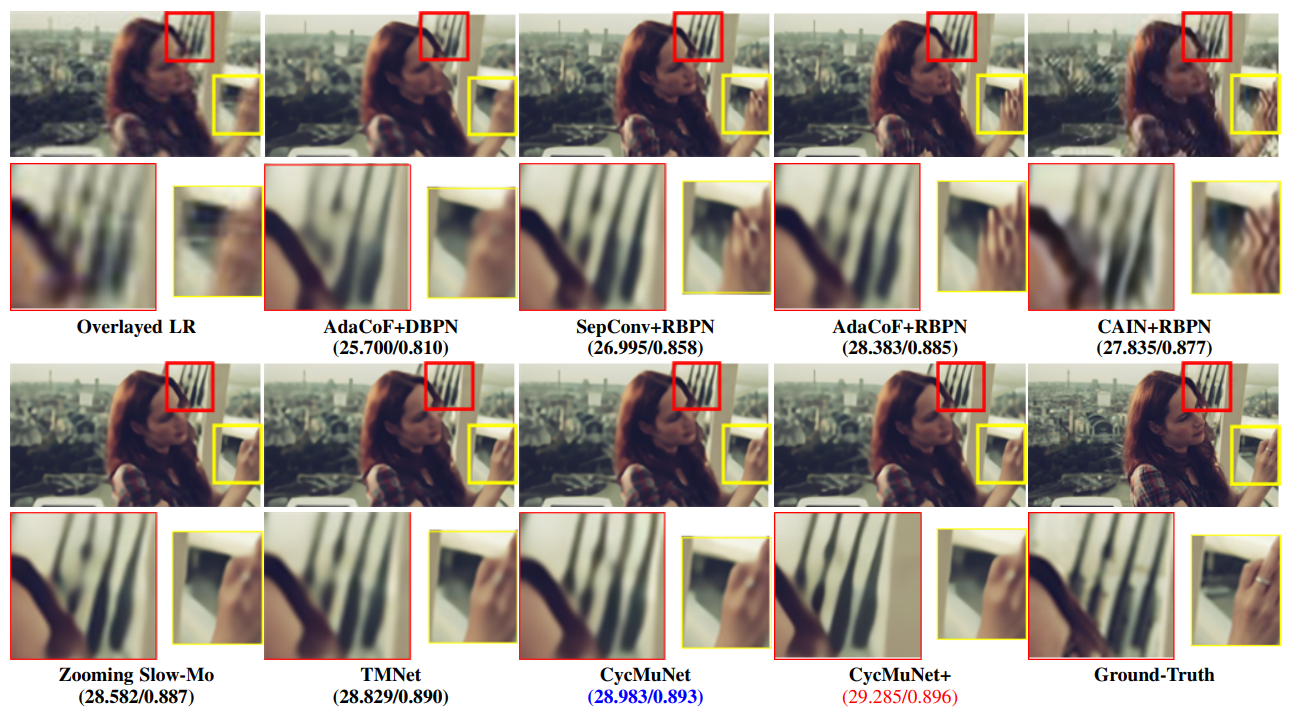 Overlayed LR
AdaCoF+DBPN
(25.700/0.810)
SepConv+RBPN
(26.995/0.858)
AdaCoF+RBPN
(28.383/0.885)
CAIN+RBPN
(27.835/0.877)
Zooming Slow-Mo
(28.582/0.887)
TMNet
(28.829/0.890)
CycMuNet
(28.983/0.893)
CycMuNet+
(29.285/0.896)
Ground-Truth